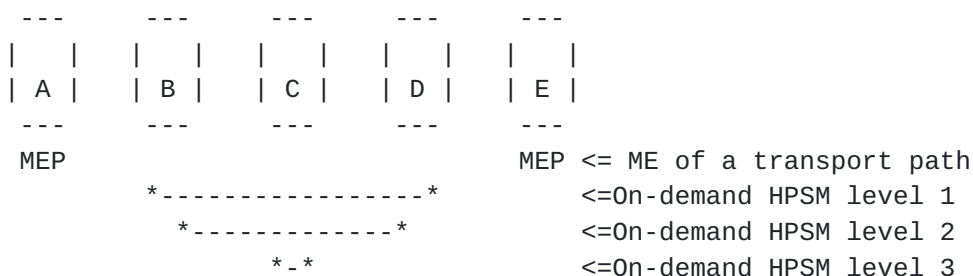 ---     ---     ---     ---     ---
|   |   |   |   |   |   |   |   |   |
| A |   | B |   | C |   | D |   | E |
 ---     ---     ---     ---     ---
 MEP                             MEP <= ME of a transport path
         *-----------------*         <=On-demand HPSM level 1
           *-------------*           <=On-demand HPSM level 2
                 *-*                 <=On-demand HPSM level 3